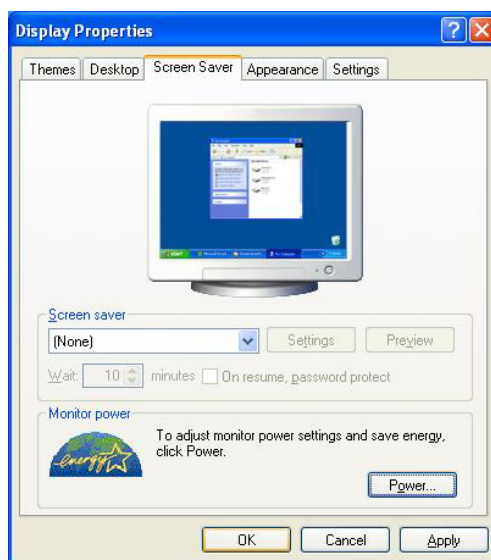 Display Properties
Themes Desktop Screen Saver Appearance Settings
start
Screen saver
(None) Settings Preview
Wait: 10 minutes On resume, password protect
Monitor power
To adjust monitor power settings and save energy,
click Power.
energy
Power...
OK Cancel Apply